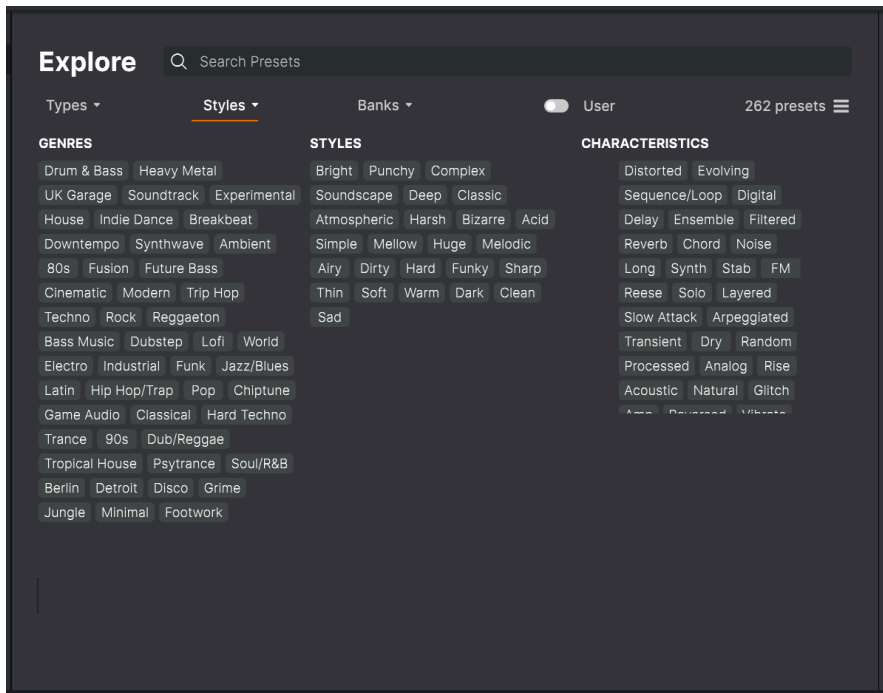 Explore
Search Presets
Types Styles Banks User 262 presets
GENRES
Drum & Bass Heavy Metal
UK Garage Soundtrack Experimental
House Indie Dance Breakbeat
Downtempo Synthwave Ambient
80s Fusion Future Bass
Cinematic Modern Trip Hop
Techno Rock Reggaeton
Bass Music Dubstep Lofi World
Electro Industrial Funk Jazz/Blues
Latin Hip Hop/Trap Pop Chiptune
Game Audio Classical Hard Techno
Trance 90s Dub/Reggae
Tropical House Psytrance Soul/R&B
Berlin Detroit Disco Grime
Jungle Minimal Footwork
STYLES
Bright Punchy Complex
Soundscape Deep Classic
Atmospheric Harsh Bizarre Acid
Simple Mellow Huge Melodic
Airy Dirty Hard Funky Sharp
Thin Soft Warm Dark Clean
Sad
CHARACTERISTICS
Distorted Evolving
Sequence/Loop Digital
Delay Ensemble Filtered
Reverb Chord Noise
Long Synth Stab FM
Reese Solo Layered
Slow Attack Arpeggiated
Transient Dry Random
Processed Analog Rise
Acoustic Natural Glitch
Amp Reversed Vibrato